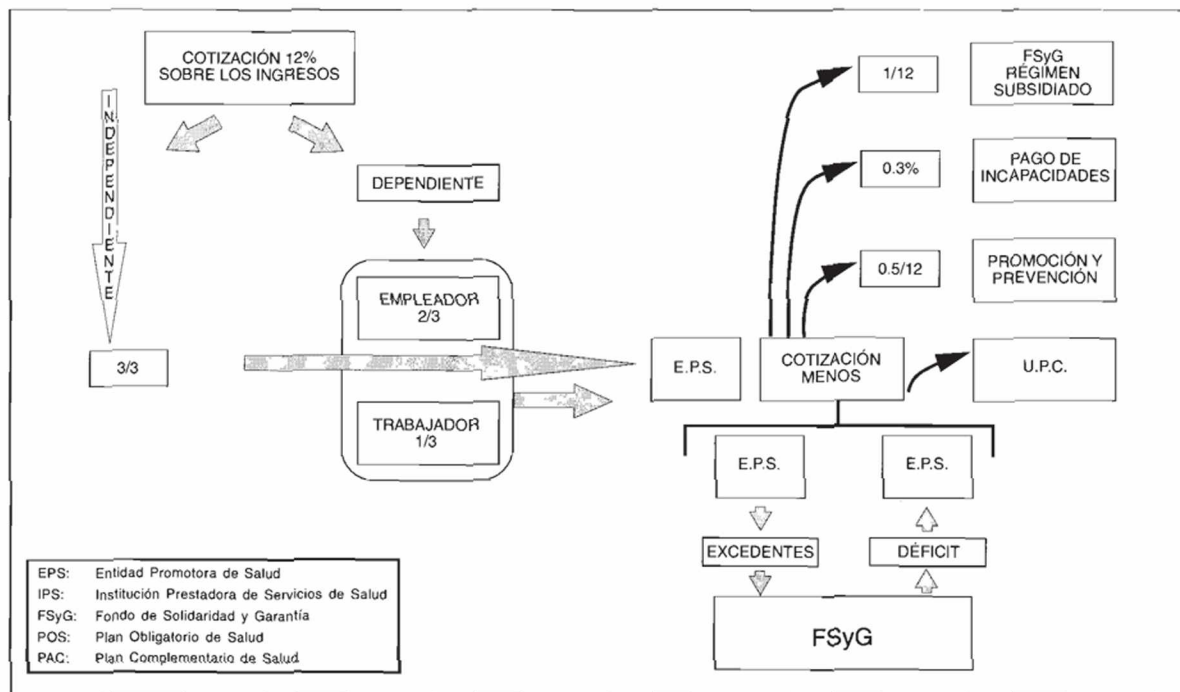 COTIZACIÓN 12%
SOBRE LOS INGRESOS
INDEPENDIENTE
3/3
DEPENDIENTE
EMPLEADOR
2/3
TRABAJADOR
1/3
E.P.S.
COTIZACIÓN
MENOS
1/12
FSyG
RÉGIMEN
SUBSIDIADO
0.3%
PAGO DE
INCAPACIDADES
0.5/12
PROMOCIÓN Y
PREVENCIÓN
U.P.C.
E.P.S.
E.P.S.
EXCEDENTES
DÉFICIT
FSyG
EPS: Entidad Promotora de Salud
IPS: Institución Prestadora de Servicios de Salud
FSyG: Fondo de Solidaridad y Garantía
POS: Plan Obligatorio de Salud
PAC: Plan Complementario de Salud